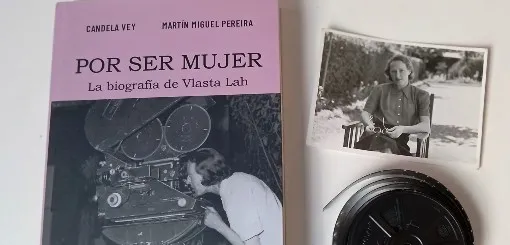 CANDELA VEY
MARTÍN MIGUEL PEREIRA
POR SER MUJER
La biografía de Vlasta Lah